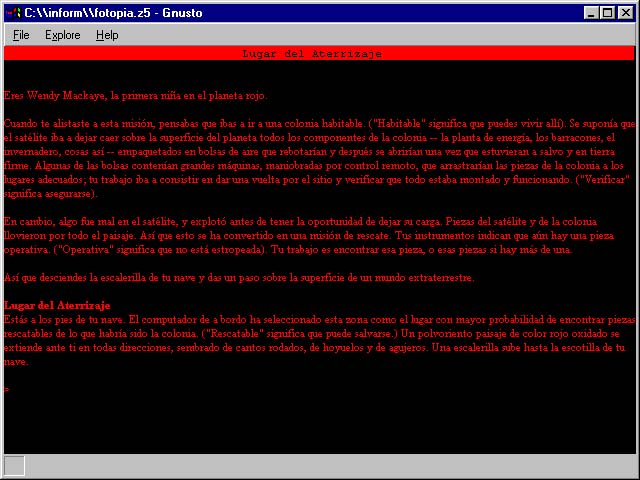 C:\\inform\\fotopia.z5 - Gnusto
File Explore Help
Lugar del Aterrizaje
Eres Wendy Mackaye, la primera niña en el planeta rojo.
Cuando te alistaste a esta misión, pensabas que ibas a ir a una colonia habitable. ("Habitable" significa que puedes vivir allí). Se suponía que
el satélite iba a dejar caer sobre la superficie del planeta todos los componentes de la colonia -- la planta de energía, los barracones, el
invernadero, cosas así -- empaquetados en bolsas de aire que rebotarían y después se abrirían una vez que estuvieran a salvo y en tierra
firme. Algunas de las bolsas contenían grandes máquinas, maniobradas por control remoto, que arrastrarían las piezas de la colonia a los
lugares adecuados; tu trabajo iba a consistir en dar una vuelta por el sitio y verificar que todo estaba montado y funcionando. ("Verificar"
significa asegurarse).
En cambio, algo fue mal en el satélite, y explotó antes de tener la oportunidad de dejar su carga. Piezas del satélite y de la colonia
llovieron por todo el paisaje. Así que esto se ha convertido en una misión de rescate. Tus instrumentos indican que aún hay una pieza
operativa. ("Operativa" significa que no está estropeada). Tu trabajo es encontrar esa pieza, o esas piezas si hay más de una.
Así que desciendes la escalerilla de tu nave y das un paso sobre la superficie de un mundo extraterrestre.
Lugar del Aterrizaje
Estás a los pies de tu nave. El computador de a bordo ha seleccionado esta zona como el lugar con mayor probabilidad de encontrar piezas
rescatables de lo que habría sido la colonia. ("Rescatable" significa que puede salvarse.) Un polvoriento paisaje de color rojo oxidado se
extiende ante ti en todas direcciones, sembrado de cantos rodados, de hoyuelos y de agujeros. Una escalerilla sube hasta la escotilla de tu
nave.
>